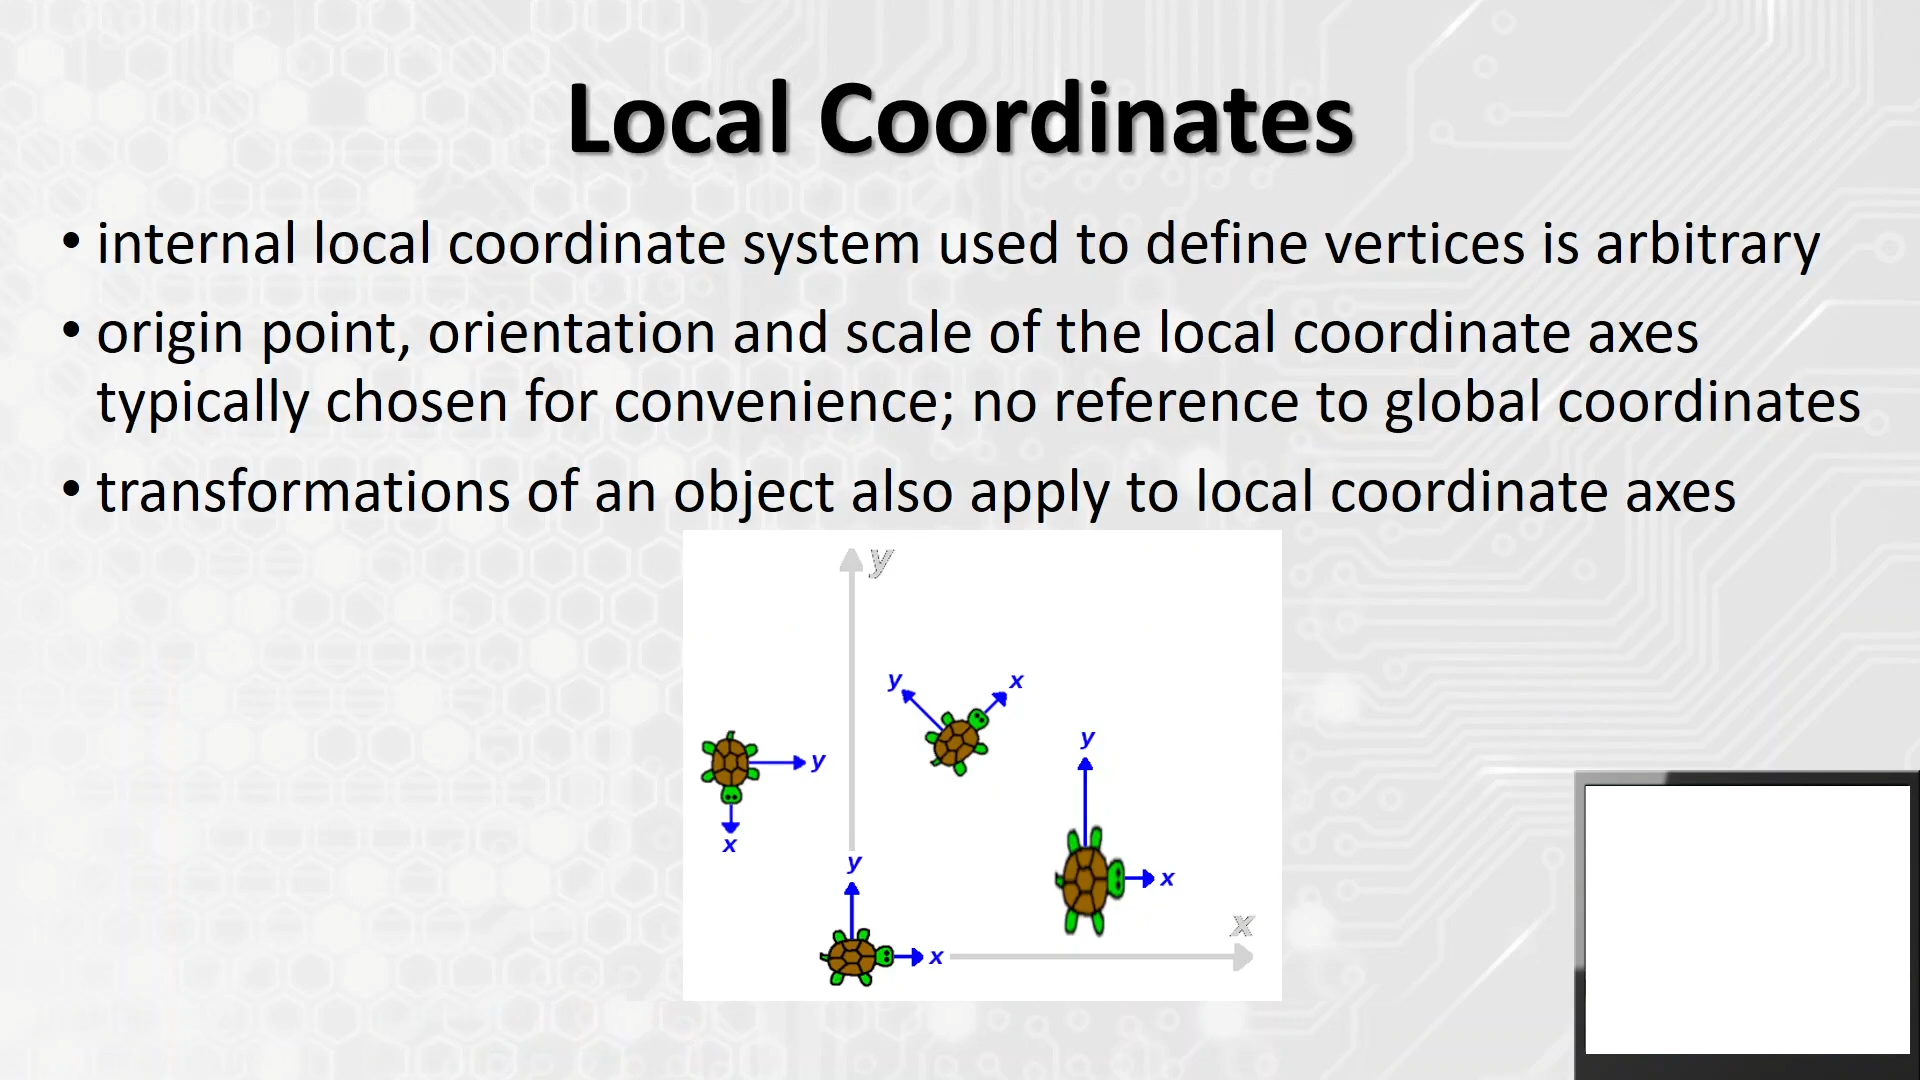 Local Coordinates
• internal local coordinate system used to define vertices is arbitrary
• origin point, orientation and scale of the local coordinate axes
typically chosen for convenience; no reference to global coordinates
• transformations of an object also apply to local coordinate axes
y
y
x
y
y
x
y
x
x
y
x